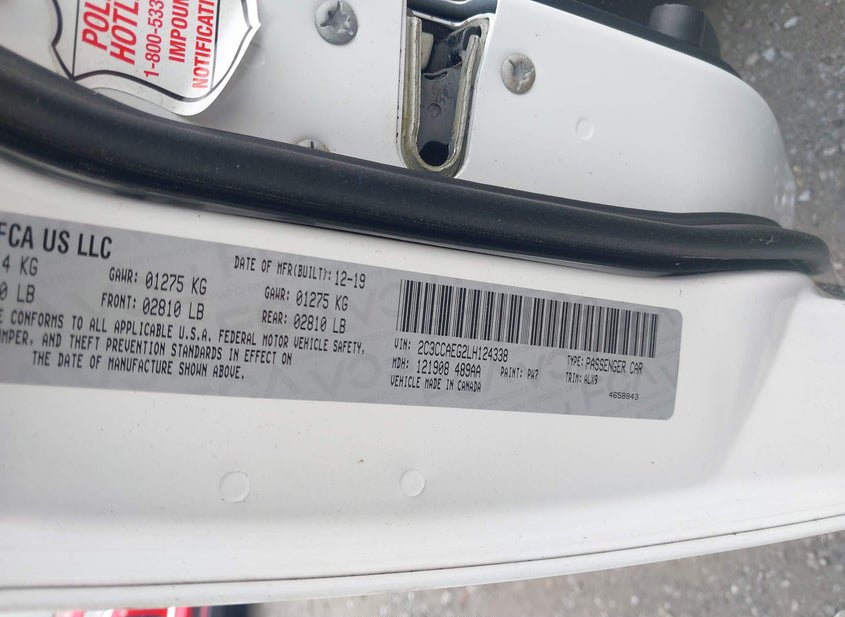 POL
HOTL
1-800-533
IMPOUN
NOTIFICATION
FCA US LLC
4 KG
0 LB
GAWR: 01275 KG
FRONT: 02810 LB
DATE OF MFR(BUILT): 12-19
GAWR: 01275 KG
REAR: 02810 LB
E CONFORMS TO ALL APPLICABLE U.S.A. FEDERAL MOTOR VEHICLE SAFETY,
MPER, AND THEFT PREVENTION STANDARDS IN EFFECT ON
THE DATE OF MANUFACTURE SHOWN ABOVE.
VIN: 2C3CCAEG2LH124338
TYPE: PASSENGER CAR
MDH: 121908 489AA
PAINT: PW7
TRIM: ALX9
VEHICLE MADE IN CANADA
4658943